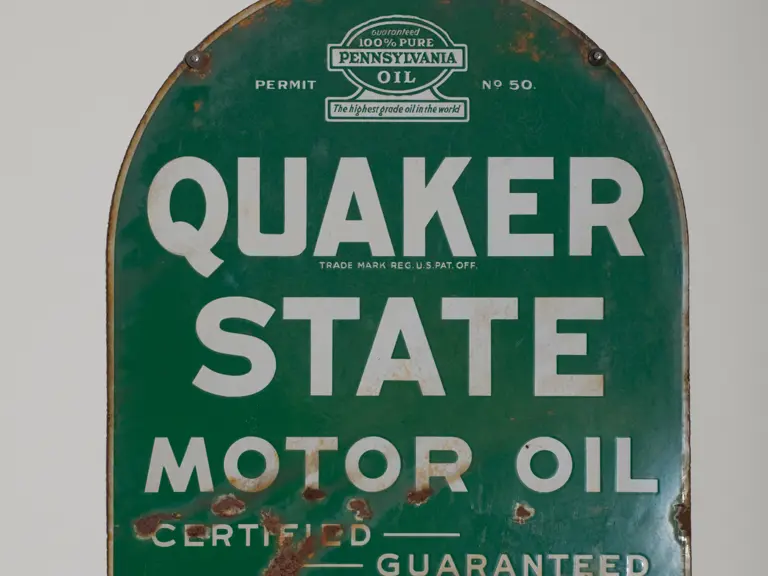 Guaranteed
100% PURE
PENNSYLVANIA
OIL
PERMIT Nº 50.
The highest grade oil in the world
QUAKER
TRADE MARK REG. U.S. PAT. OFF.
STATE
MOTOR OIL
CERTIFIED
GUARANTEED